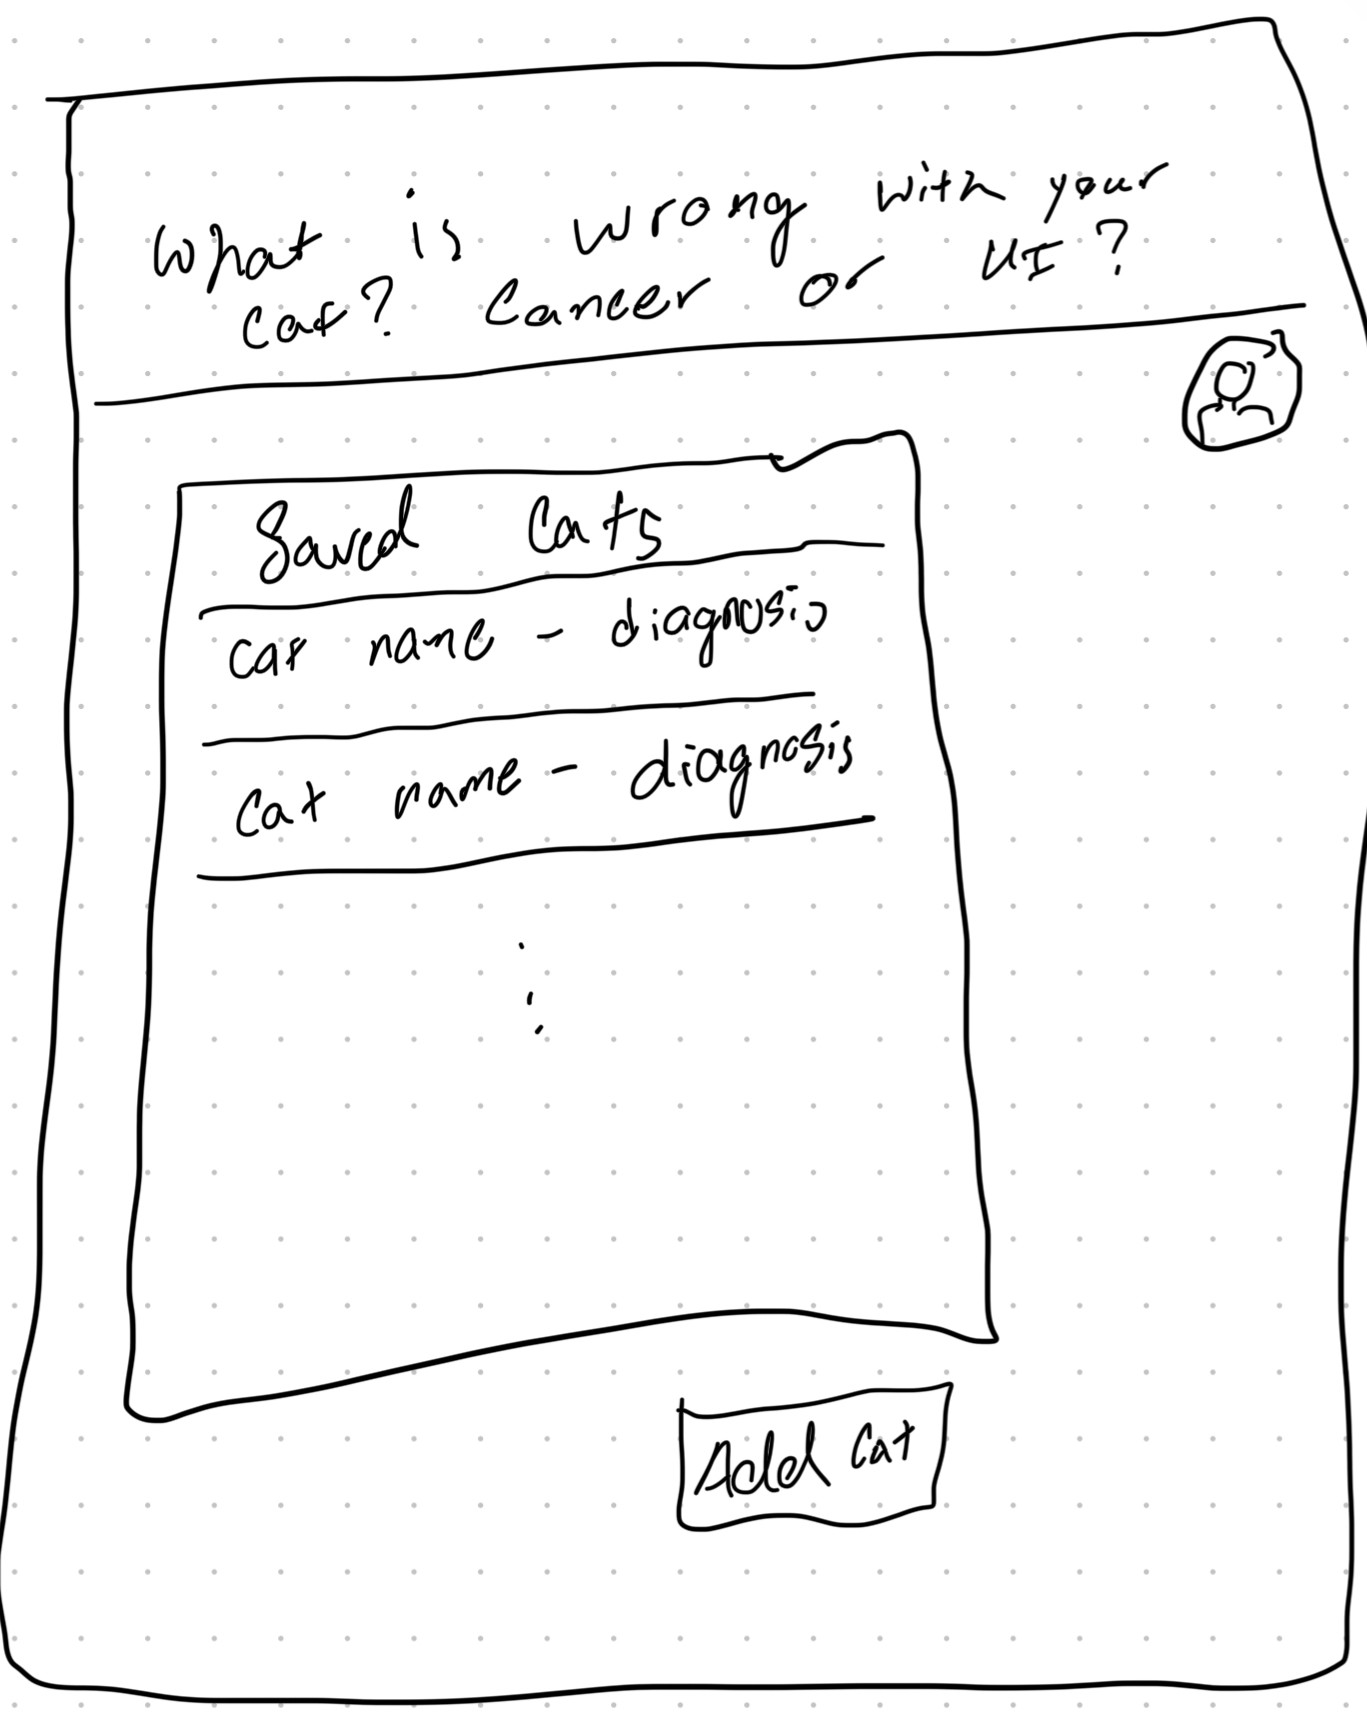 What is wrong with your
cat? Cancer or UI?
Saved Cats
cat name - diagnosis
Cat name - diagnosis
Add Cat